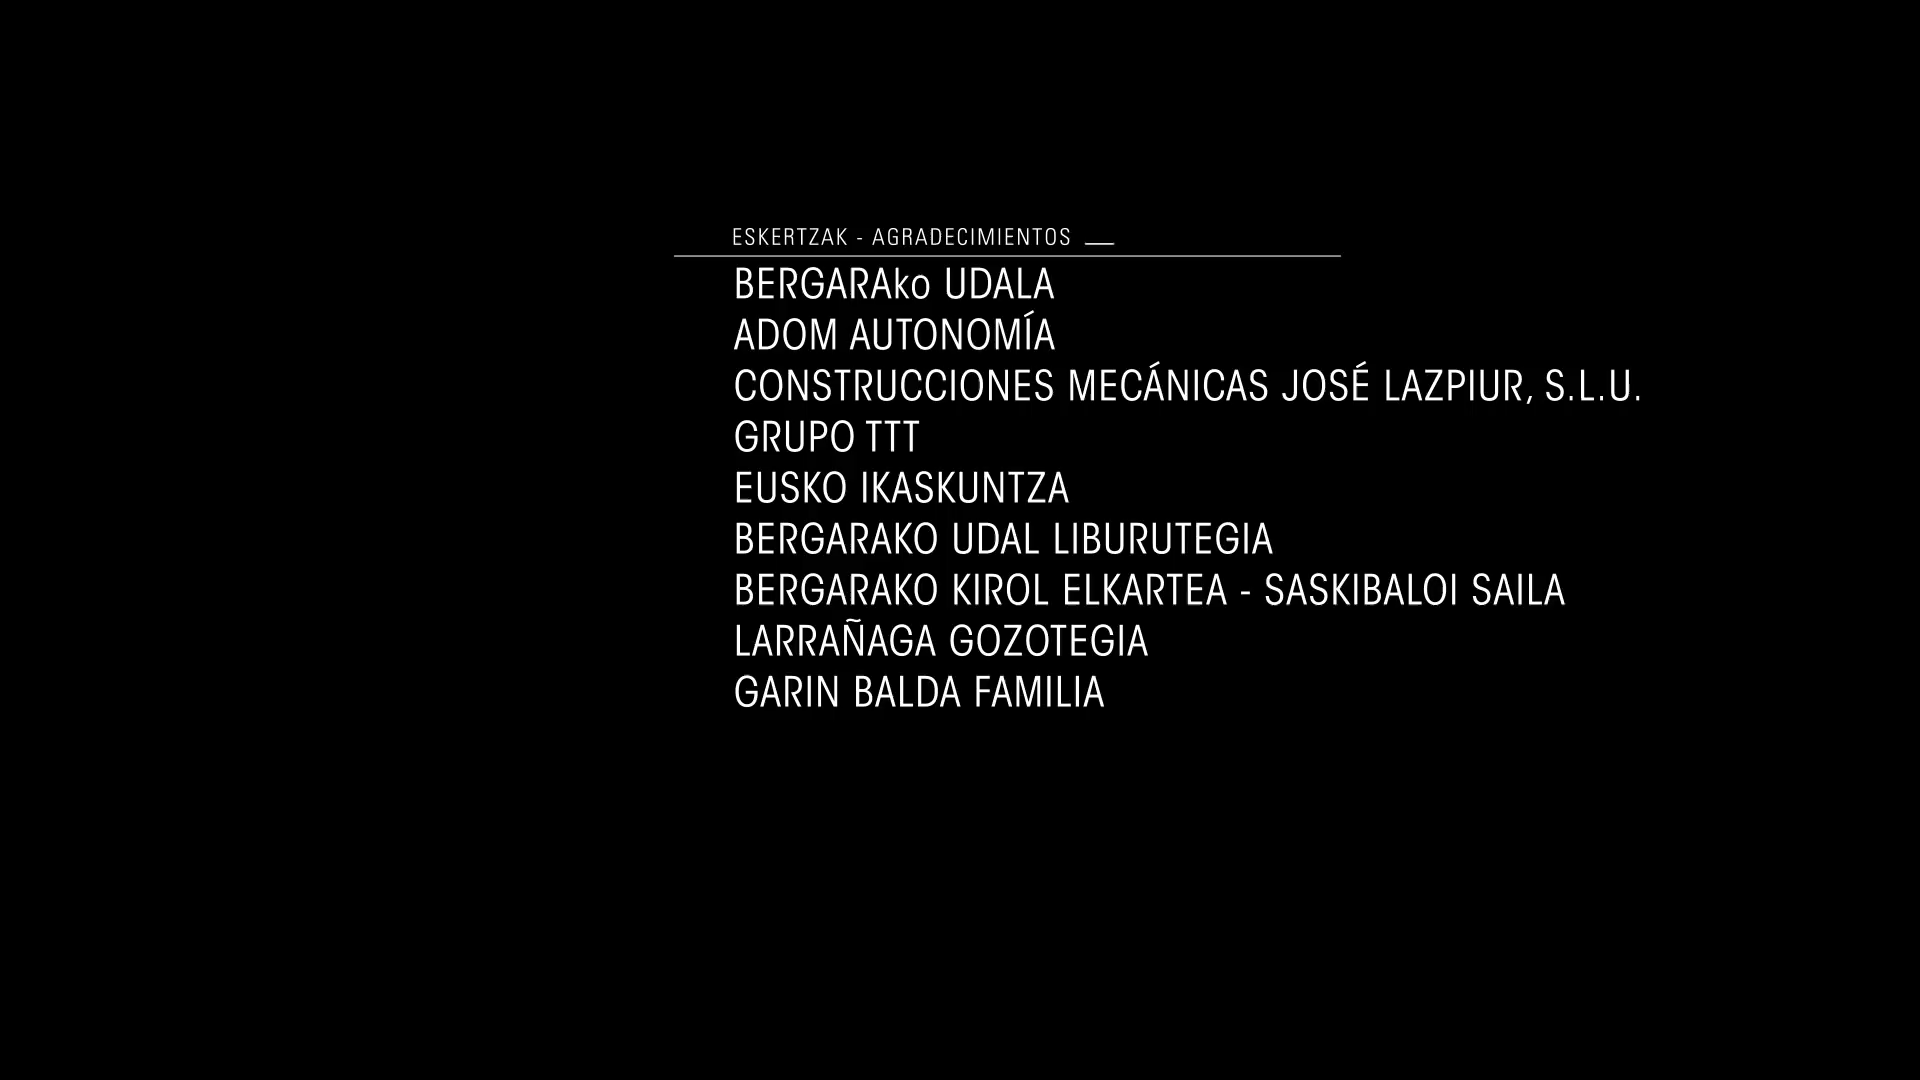 ESKERTZAK - AGRADECIMIENTOS
BERGARAko UDALA
ADOM AUTONOMÍA
CONSTRUCCIONES MECÁNICAS JOSÉ LAZPIUR, S.L.U.
GRUPO TTT
EUSKO IKASKUNTZA
BERGARAKO UDAL LIBURUTEGIA
BERGARAKO KIROL ELKARTEA - SASKIBALOI SAILA
LARRAÑAGA GOZOTEGIA
GARIN BALDA FAMILIA